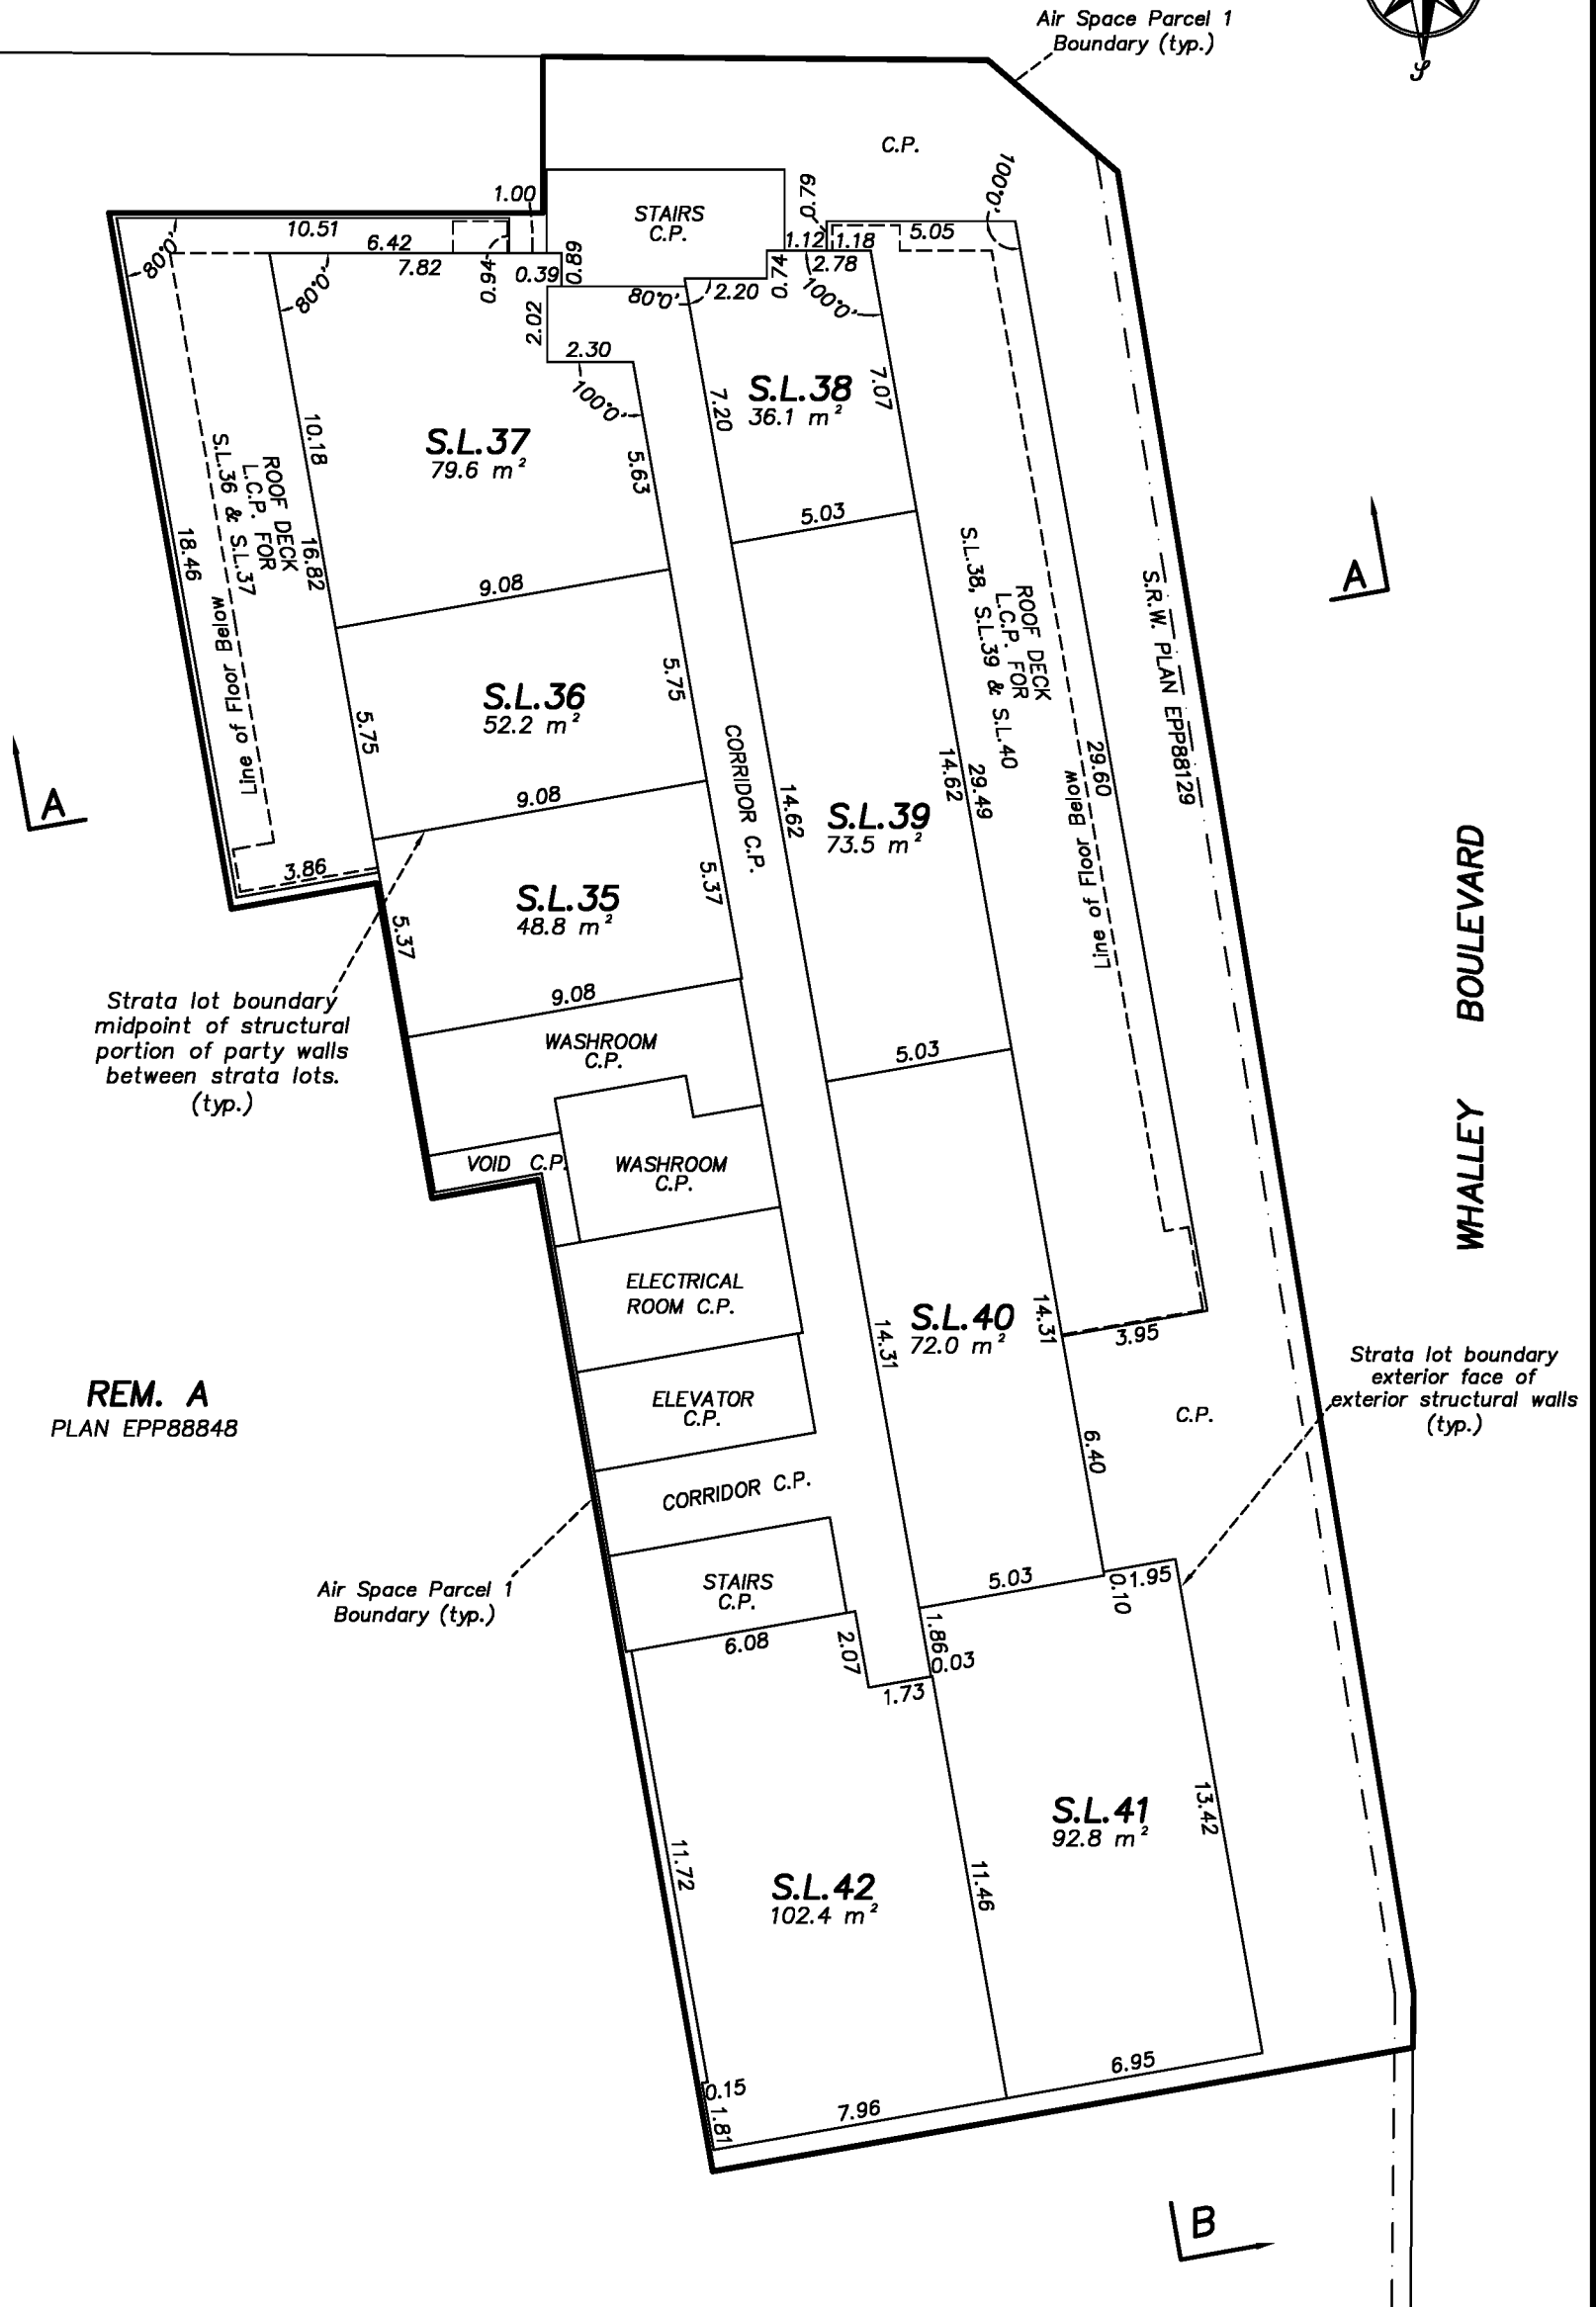 Air Space Parcel 1
Boundary (typ.)
S
C.P.
100°0'
1.00
STAIRS
C.P.
0.79
10.51
6.42
7.82
80°0'
80°0'
0.94
0.39
0.89
1.12
1.18
5.05
2.78
0.74
2.20
80°0'
100°0'
2.02
2.30
100°0'
S.L.38
36.1 m²
7.20
7.07
S.L.37
79.6 m²
10.18
5.63
5.03
ROOF DECK
L.C.P. FOR
S.L.36 & S.L.37
16.82
18.46
Line of Floor Below
9.08
A
S.R.W. PLAN EPP88129
ROOF DECK
L.C.P. FOR
S.L.38, S.L.39 & S.L.40
S.L.36
52.2 m²
5.75
5.75
CORRIDOR C.P.
14.62
14.62
29.49
29.60
Line of Floor Below
A
9.08
S.L.39
73.5 m²
3.86
S.L.35
48.8 m²
5.37
5.37
WHALLEY BOULEVARD
Strata lot boundary
midpoint of structural
portion of party walls
between strata lots.
(typ.)
9.08
WASHROOM
C.P.
5.03
VOID C.P.
WASHROOM
C.P.
ELECTRICAL
ROOM C.P.
S.L.40
72.0 m²
14.31
14.31
3.95
REM. A
PLAN EPP88848
ELEVATOR
C.P.
C.P.
Strata lot boundary
exterior face of
exterior structural walls
(typ.)
6.40
CORRIDOR C.P.
Air Space Parcel 1
Boundary (typ.)
STAIRS
C.P.
5.03
0.10
1.95
6.08
2.07
1.86
0.03
1.73
S.L.41
92.8 m²
13.42
11.72
S.L.42
102.4 m²
11.46
0.15
1.81
7.96
6.95
B